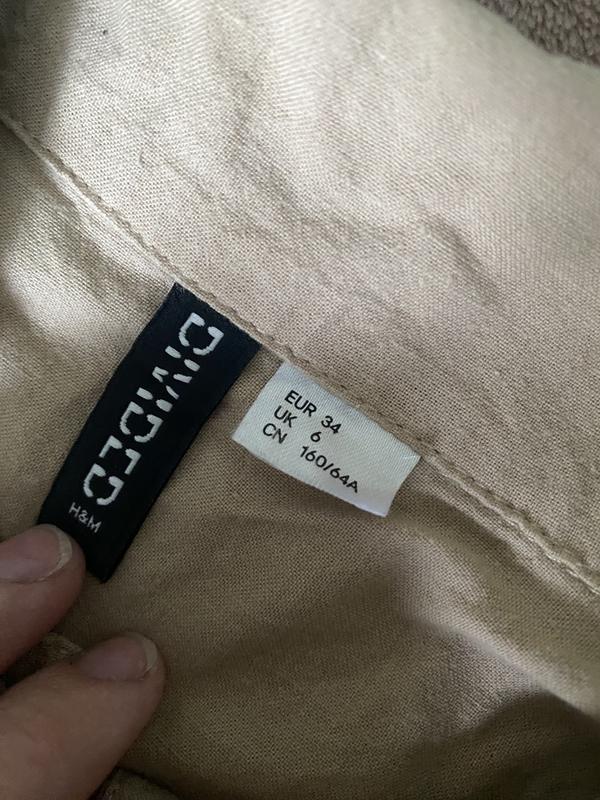 DIVIDED
H&M
EUR 34
UK 6
CN 160/64A